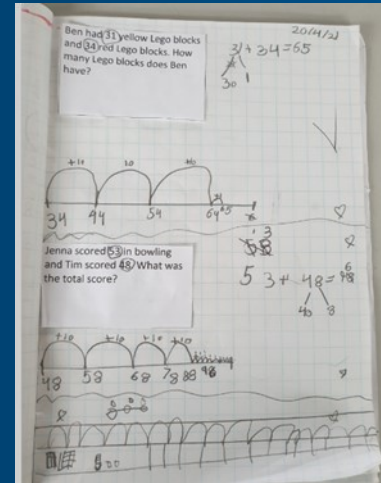 20/4/21
Ben had 31 yellow Lego blocks
and 34 red Lego blocks. How
many Lego blocks does Ben
have?
31 + 34 = 65
30 1
+10 10 +10
34 44 54 64 65
Jenna scored 53 in bowling
and Tim scored 48 What was
the total score?
53 + 48 =
40 8
+10 +10 +10 +10
48 58 68 78 88 98